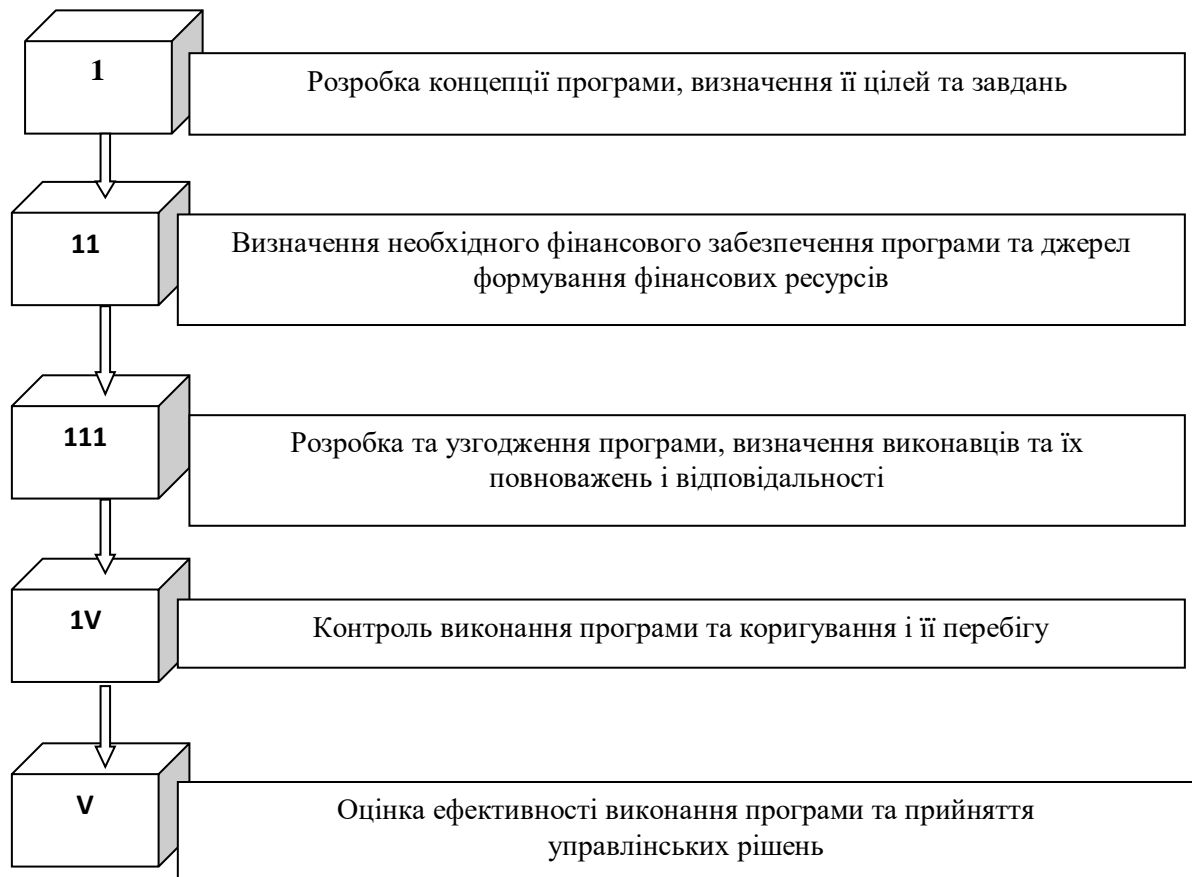 1
Розробка концепції програми, визначення її цілей та завдань
11
Визначення необхідного фінансового забезпечення програми та джерел
формування фінансових ресурсів
111
Розробка та узгодження програми, визначення виконавців та їх
повноважень і відповідальності
1V
Контроль виконання програми та коригування і її перебігу
V
Оцінка ефективності виконання програми та прийняття
управлінських рішень